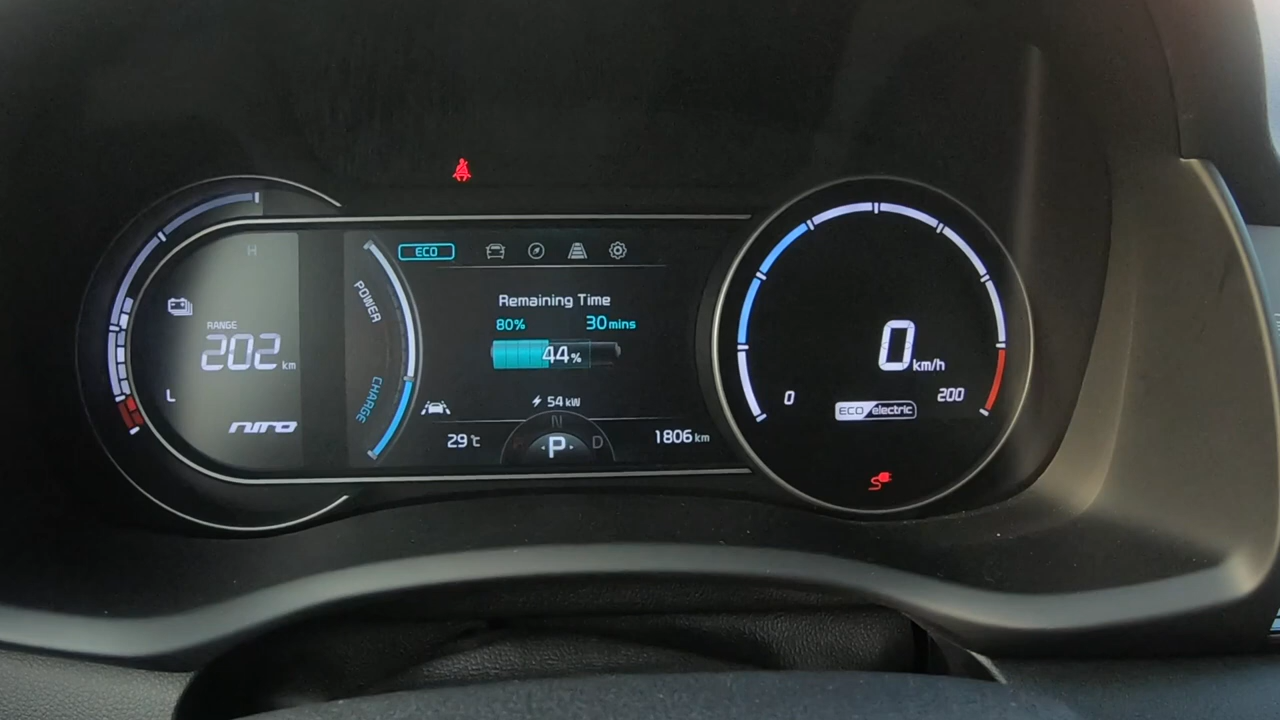 H
RANGE
202 km
L
niro
POWER
CHARGE
ECO
Remaining Time
80% 30 mins
44%
54 kW
29℃
N
R P D
1806 km
0 km/h
0 200
ECO electric